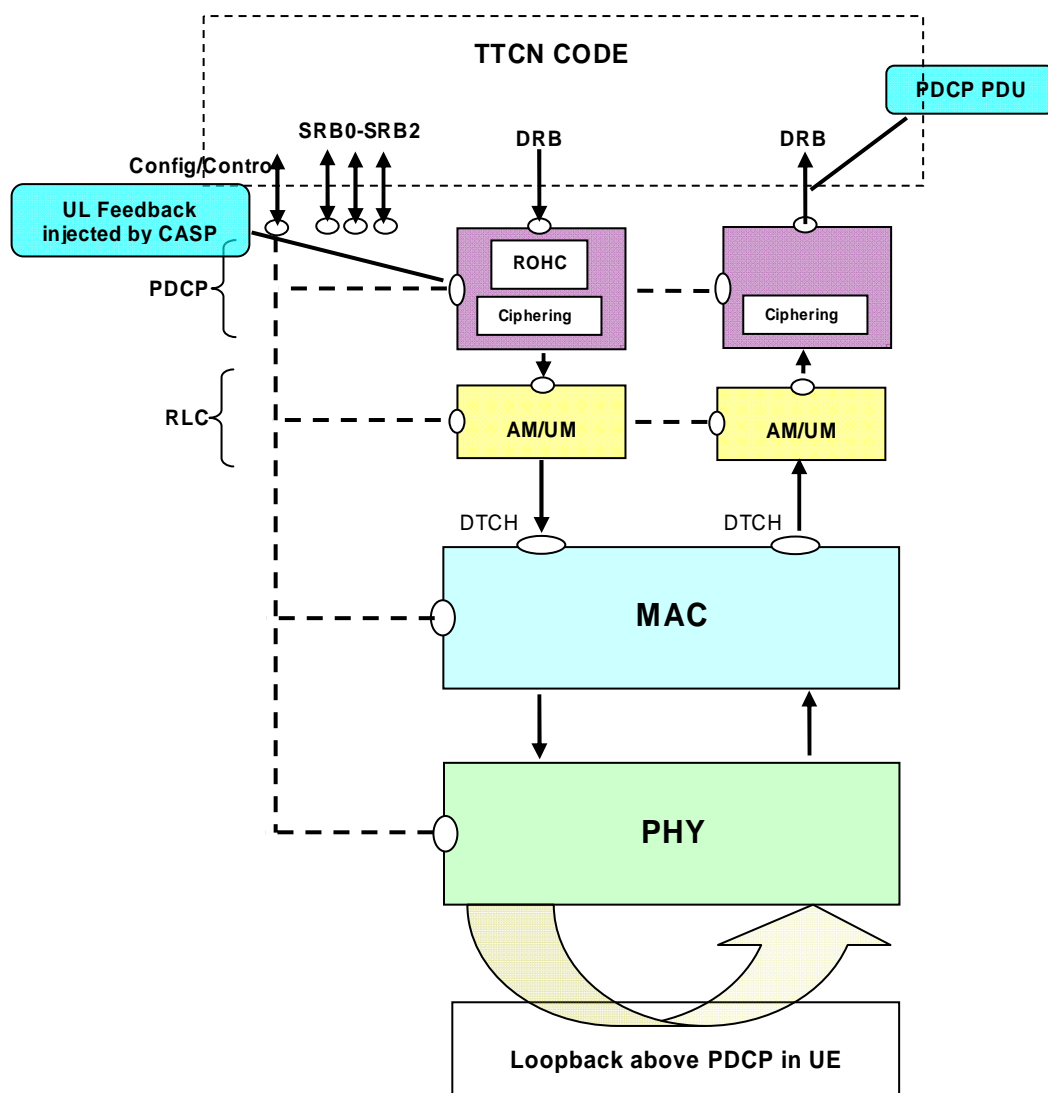 TTCN CODE
PDCP PDU
SRB0-SRB2
DRB
DRB
Config/Contro
UL Feedback
injected by CASP
ROHC
PDCP
Ciphering
Ciphering
RLC
AM/UM
AM/UM
DTCH
DTCH
MAC
PHY
Loopback above PDCP in UE